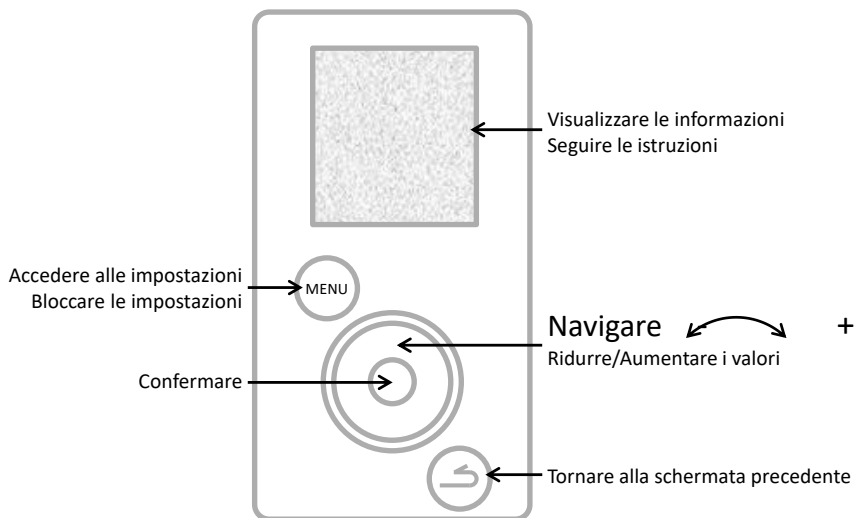 Visualizzare le informazioni
Seguire le istruzioni
Accedere alle impostazioni
Bloccare le impostazioni
MENU
Navigare - +
Ridurre/Aumentare i valori
Confermare
Tornare alla schermata precedente